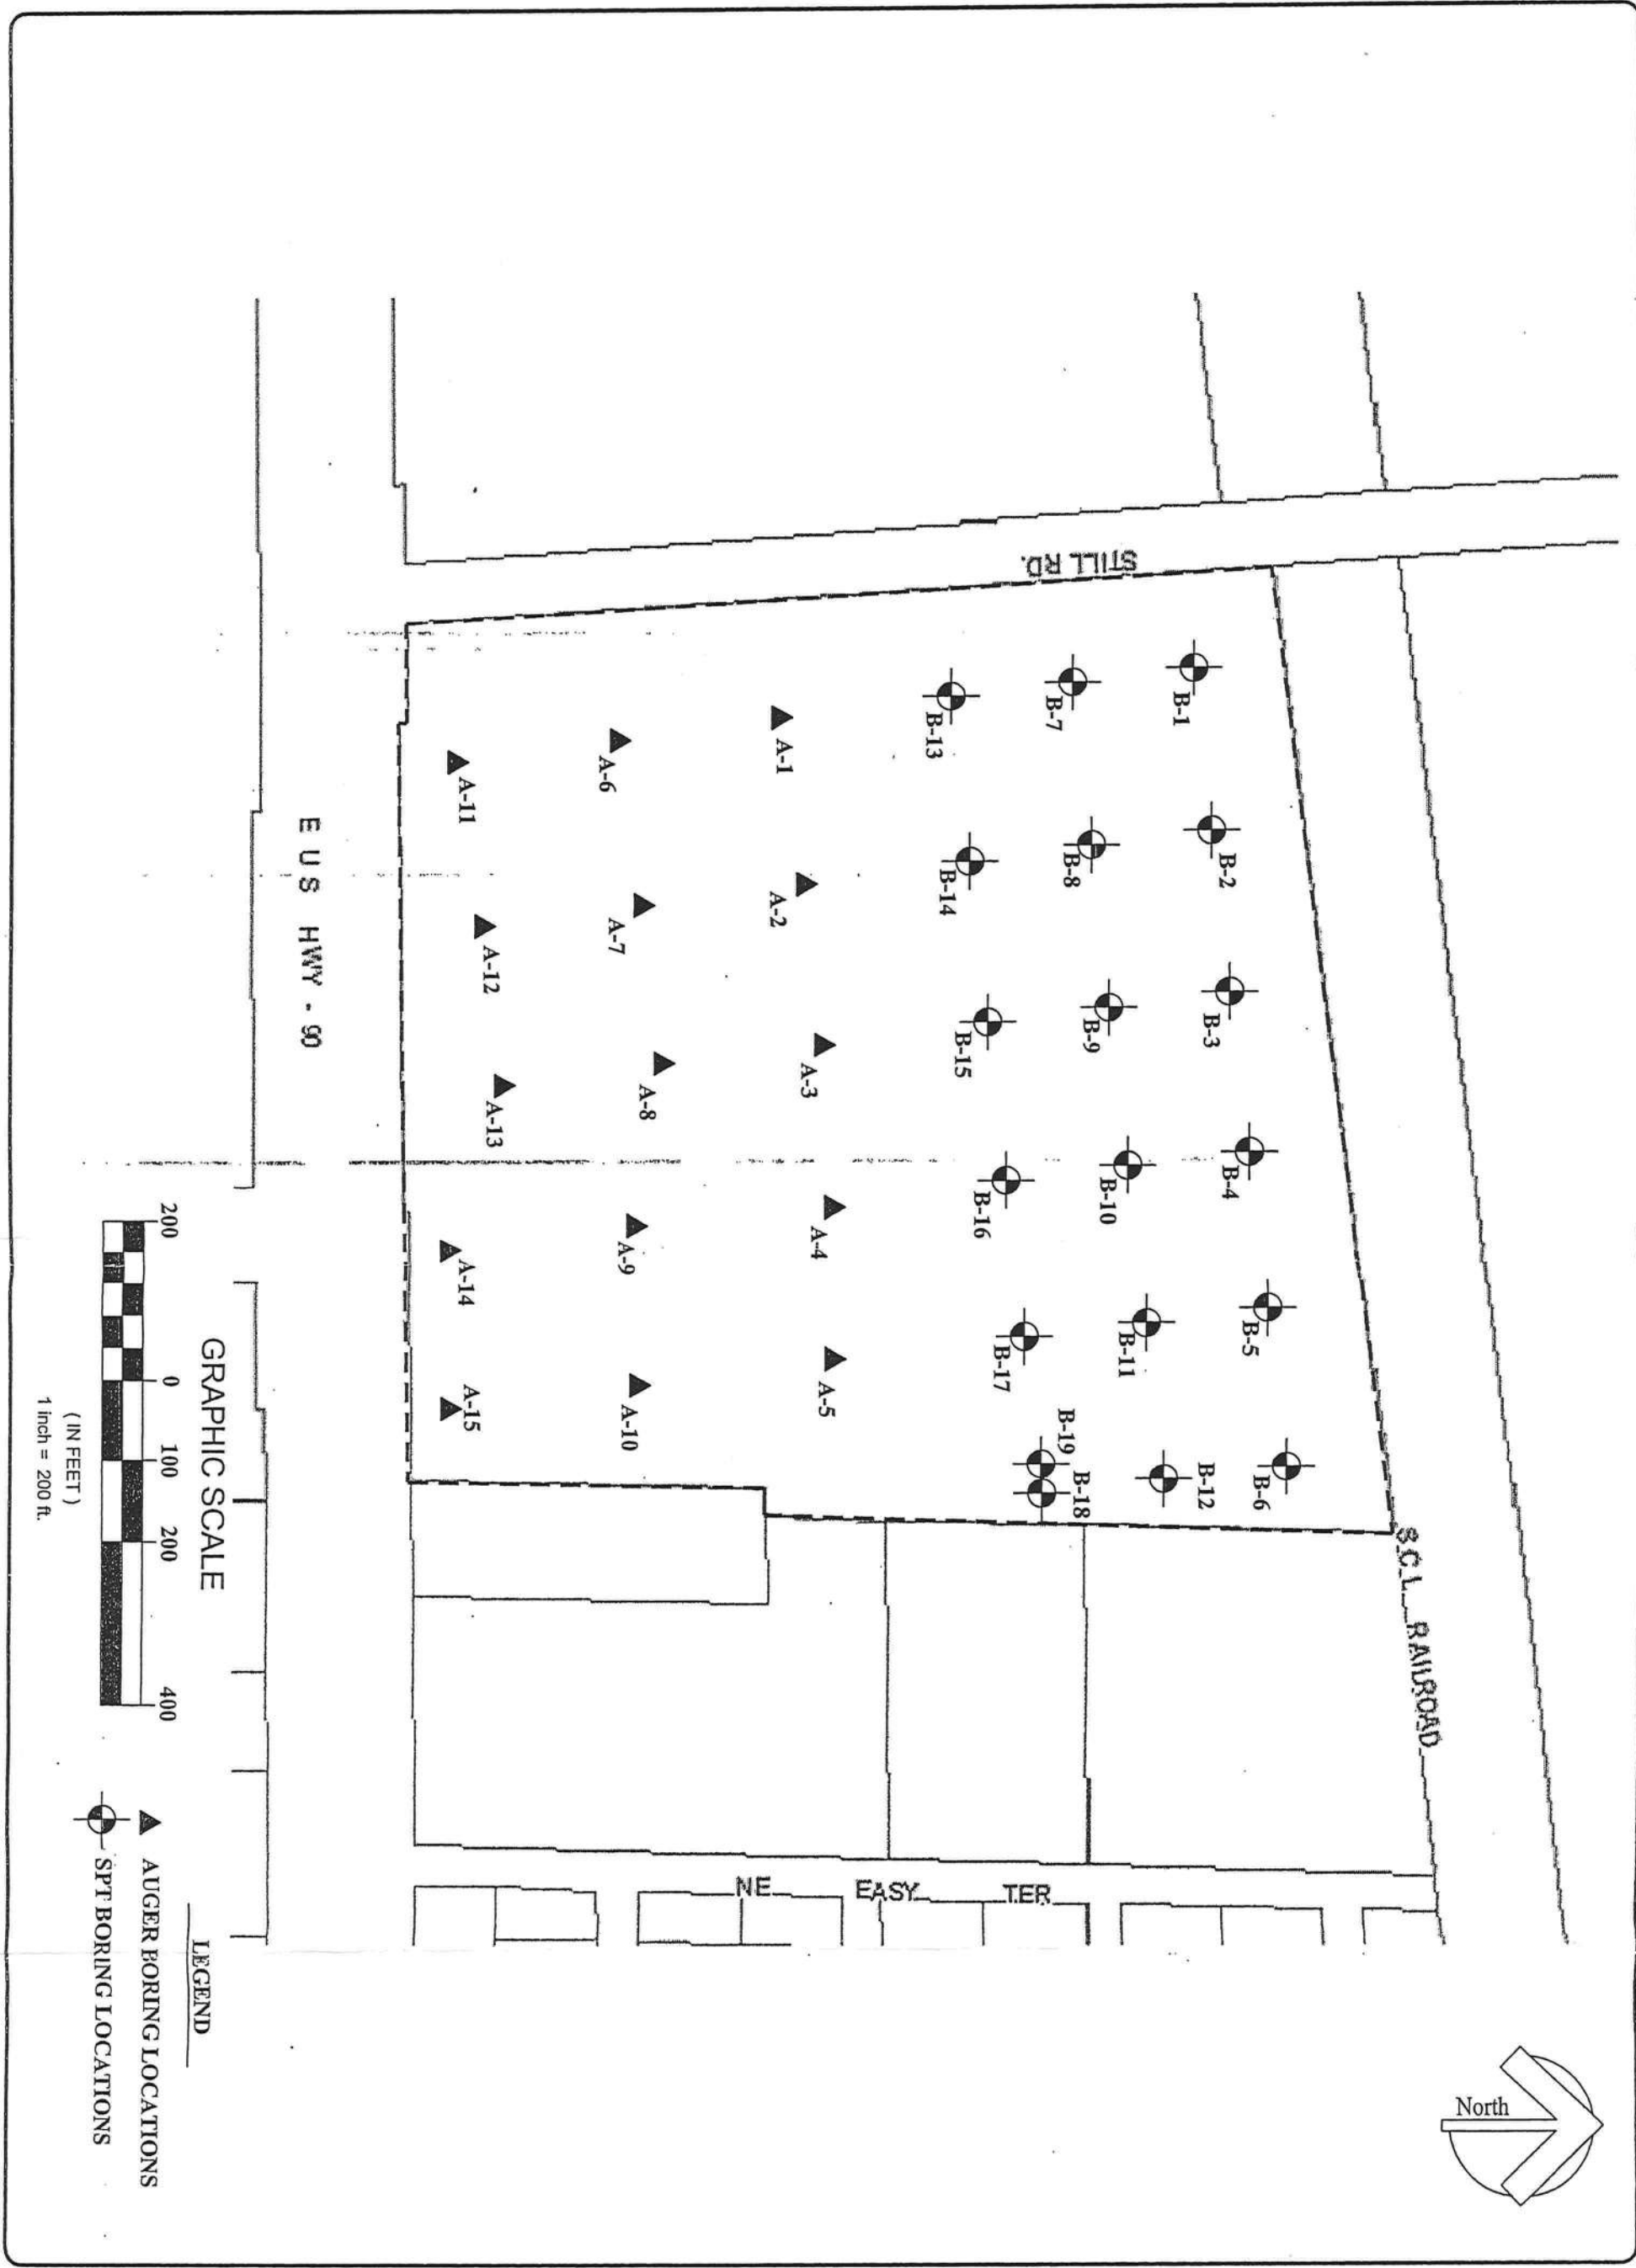 S.C.L. RAILROAD
STILL RD.
B-1
B-2
B-3
B-4
B-5
B-6
B-7
B-8
B-9
B-10
B-11
B-12
B-13
B-14
B-15
B-16
B-17
B-19
B-18
A-1
A-2
A-3
A-4
A-5
A-6
A-7
A-8
A-9
A-10
A-11
A-12
A-13
A-14
A-15
E US HWY - 90
NE EASY TER
North
GRAPHIC SCALE
200 0 100 200 400
( IN FEET )
1 inch = 200 ft.
LEGEND
AUGER BORING LOCATIONS
SPT BORING LOCATIONS